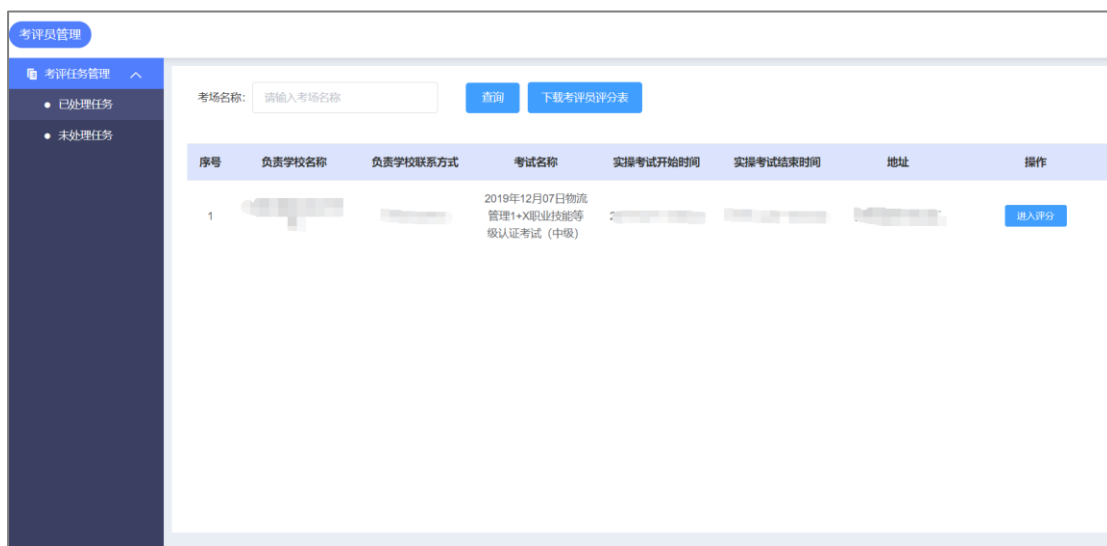 考评员管理
考评任务管理
已处理任务
未处理任务
考场名称: 请输入考场名称 查询 下载考评员评分表
序号 负责学校名称 负责学校联系方式 考试名称 实操考试开始时间 实操考试结束时间 地址 操作
2019年12月07日物流
1 管理1+X职业技能等 进入评分
级认证考试（中级）